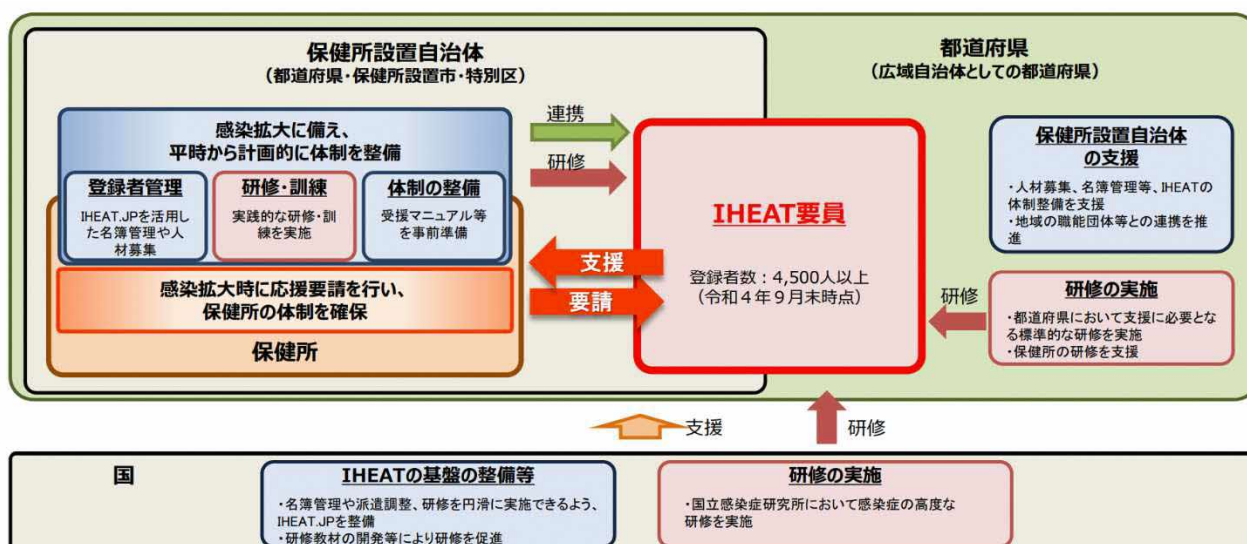 保健所設置自治体
（都道府県・保健所設置市・特別区）
感染拡大に備え、
平時から計画的に体制を整備
登録者管理
IHEAT.JPを活用し
た名簿管理や人
材募集
研修・訓練
実践的な研修・訓
練を実施
体制の整備
受援マニュアル等
を事前準備
感染拡大時に応援要請を行い、
保健所の体制を確保
保健所
連携
研修
支援
要請
IHEAT要員
登録者数：4,500人以上
（令和４年９月末時点）
都道府県
（広域自治体としての都道府県）
保健所設置自治体
の支援
・人材募集、名簿管理等、IHEATの
体制整備を支援
・地域の職能団体等との連携を推
進
研修
研修の実施
・都道府県において支援に必要とな
る標準的な研修を実施
・保健所の研修を支援
支援
研修
国
IHEATの基盤の整備等
・名簿管理や派遣調整、研修を円滑に実施できるよう、
IHEAT.JPを整備
・研修教材の開発等により研修を促進
研修の実施
・国立感染症研究所において感染症の高度な
研修を実施